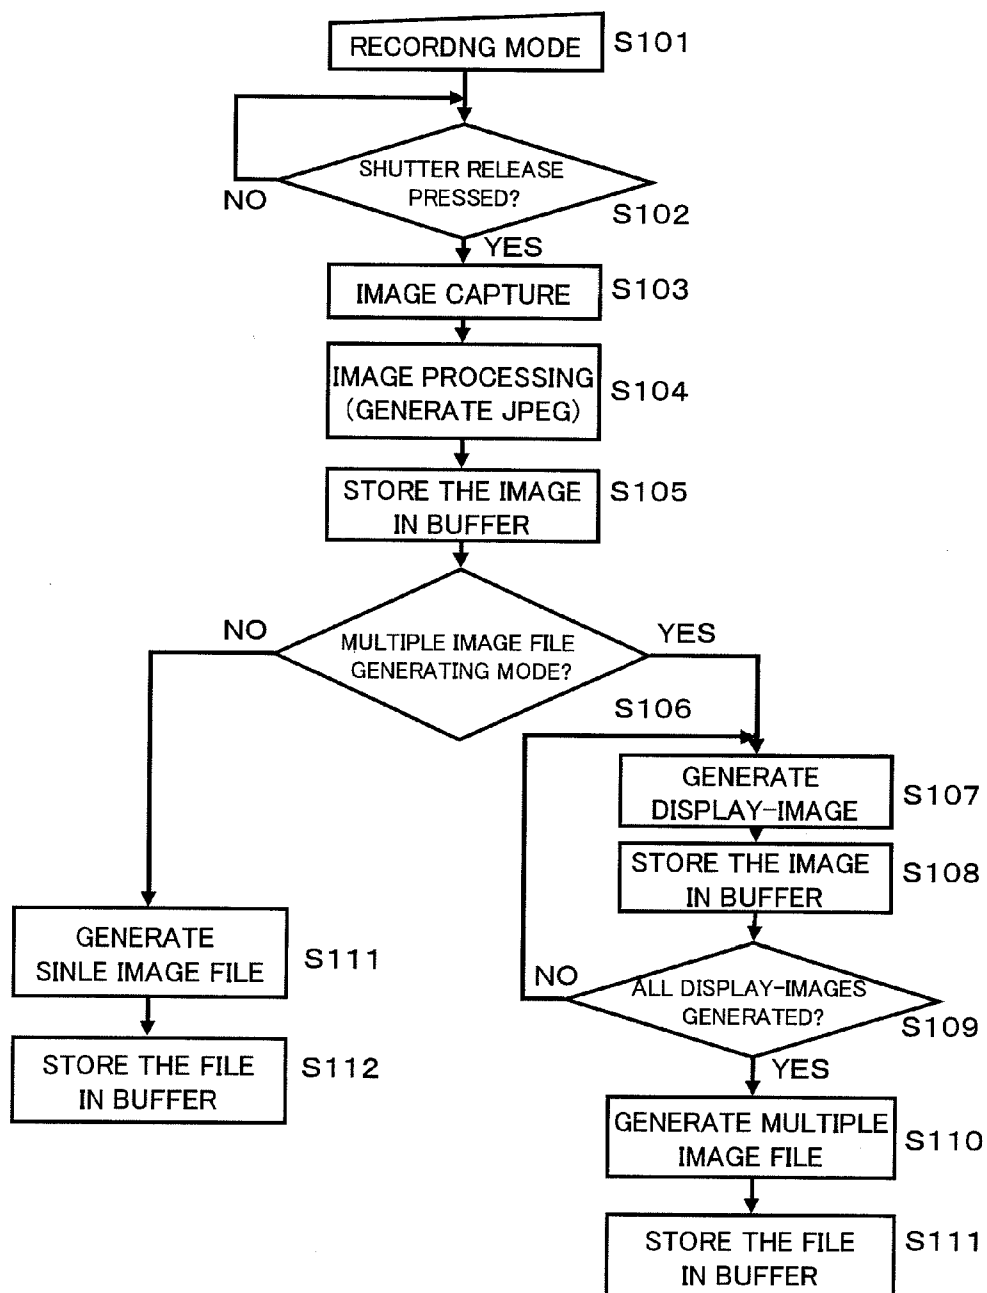 RECORDNG MODE
S101
SHUTTER RELEASE
PRESSED?
S102
NO
YES
IMAGE CAPTURE
S103
IMAGE PROCESSING
(GENERATE JPEG)
S104
STORE THE IMAGE
IN BUFFER
S105
NO
MULTIPLE IMAGE FILE
GENERATING MODE?
YES
S106
GENERATE
DISPLAY-IMAGE
S107
STORE THE IMAGE
IN BUFFER
S108
NO
ALL DISPLAY-IMAGES
GENERATED?
S109
YES
GENERATE MULTIPLE
IMAGE FILE
S110
STORE THE FILE
IN BUFFER
S111
GENERATE
SINLE IMAGE FILE
S111
STORE THE FILE
IN BUFFER
S112